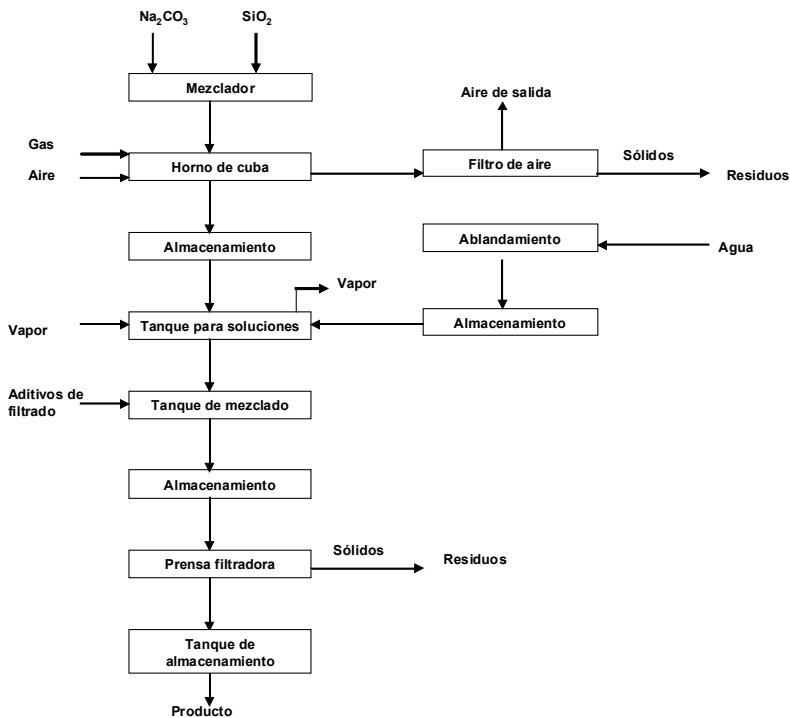 Na₂CO₃
SiO₂
Mezclador
Aire de salida
Gas
Horno de cuba
Filtro de aire
Sólidos
Aire
Residuos
Almacenamiento
Ablandamiento
Agua
Vapor
Vapor
Tanque para soluciones
Almacenamiento
Aditivos de
filtrado
Tanque de mezclado
Almacenamiento
Prensa filtradora
Sólidos
Residuos
Tanque de
almacenamiento
Producto